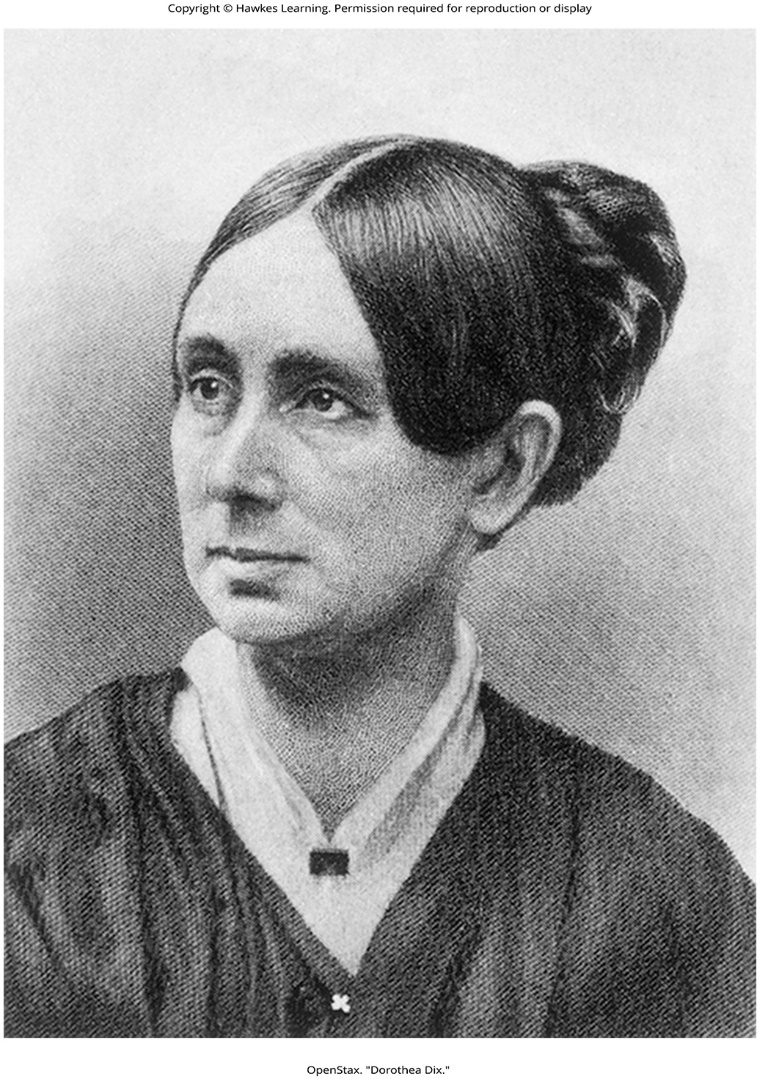 Copyright © Hawkes Learning. Permission required for reproduction or display
OpenStax. "Dorothea Dix."